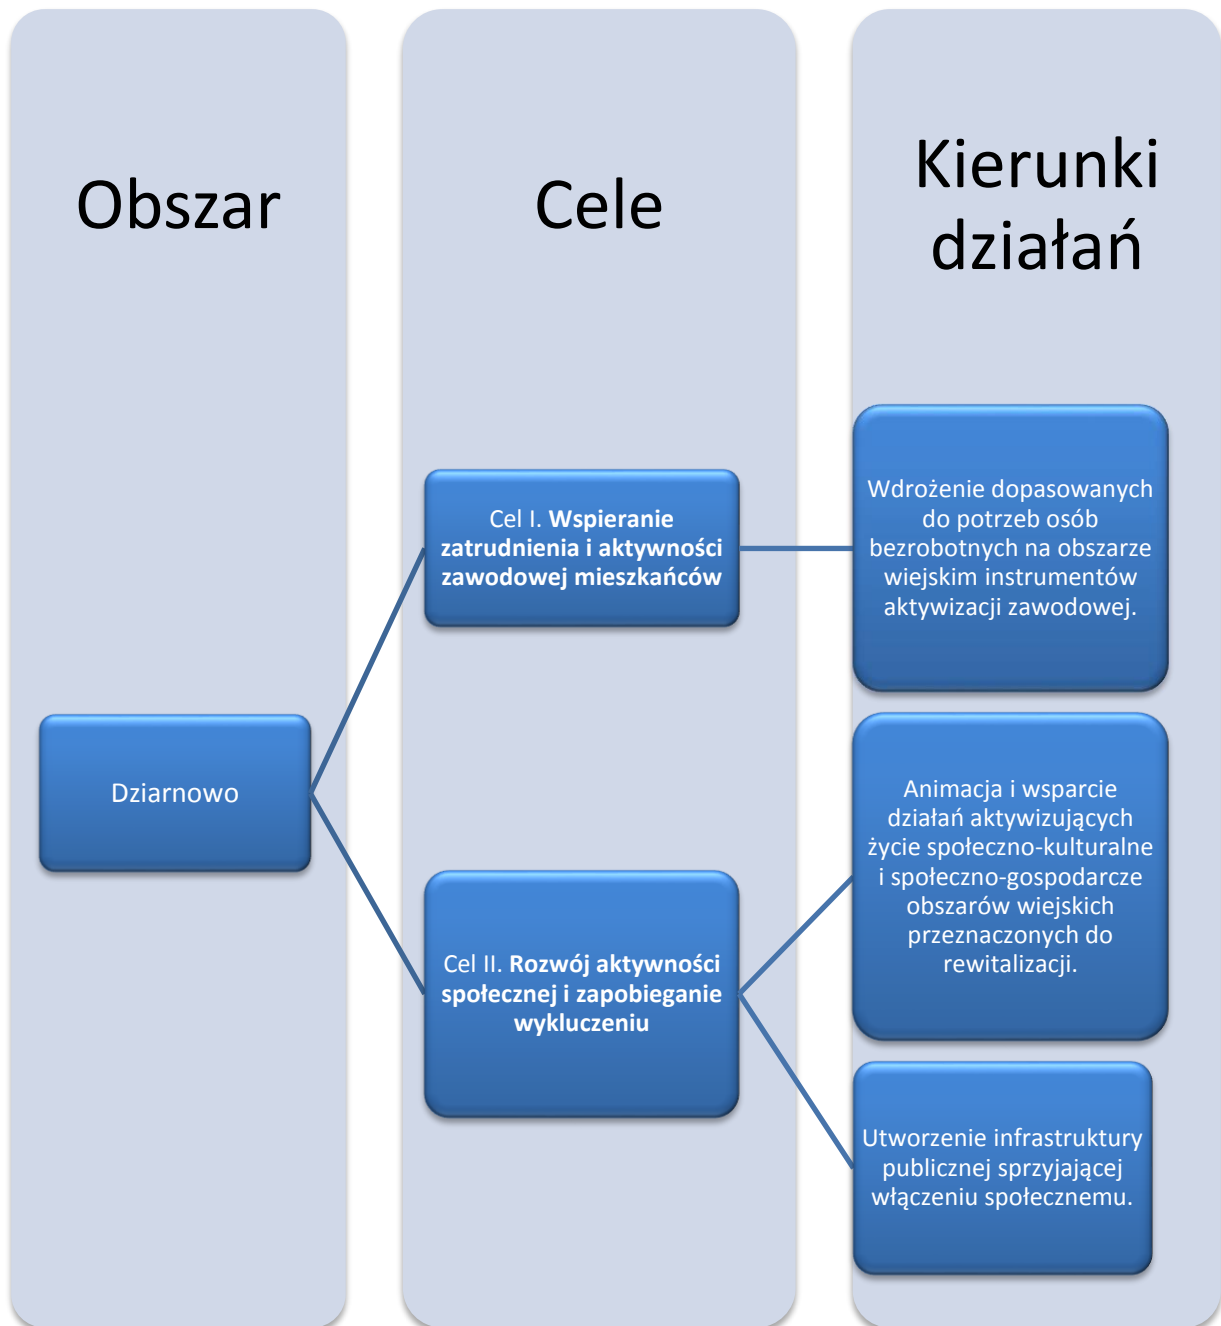 Obszar
Cele
Kierunki
działań
Dziarnowo
Cel I. Wspieranie
zatrudnienia i aktywności
zawodowej mieszkańców
Wdrożenie dopasowanych
do potrzeb osób
bezrobotnych na obszarze
wiejskim instrumentów
aktywizacji zawodowej.
Cel II. Rozwój aktywności
społecznej i zapobieganie
wykluczeniu
Animacja i wsparcie
działań aktywizujących
życie społeczno-kulturalne
i społeczno-gospodarcze
obszarów wiejskich
przeznaczonych do
rewitalizacji.
Utworzenie infrastruktury
publicznej sprzyjającej
włączeniu społecznemu.